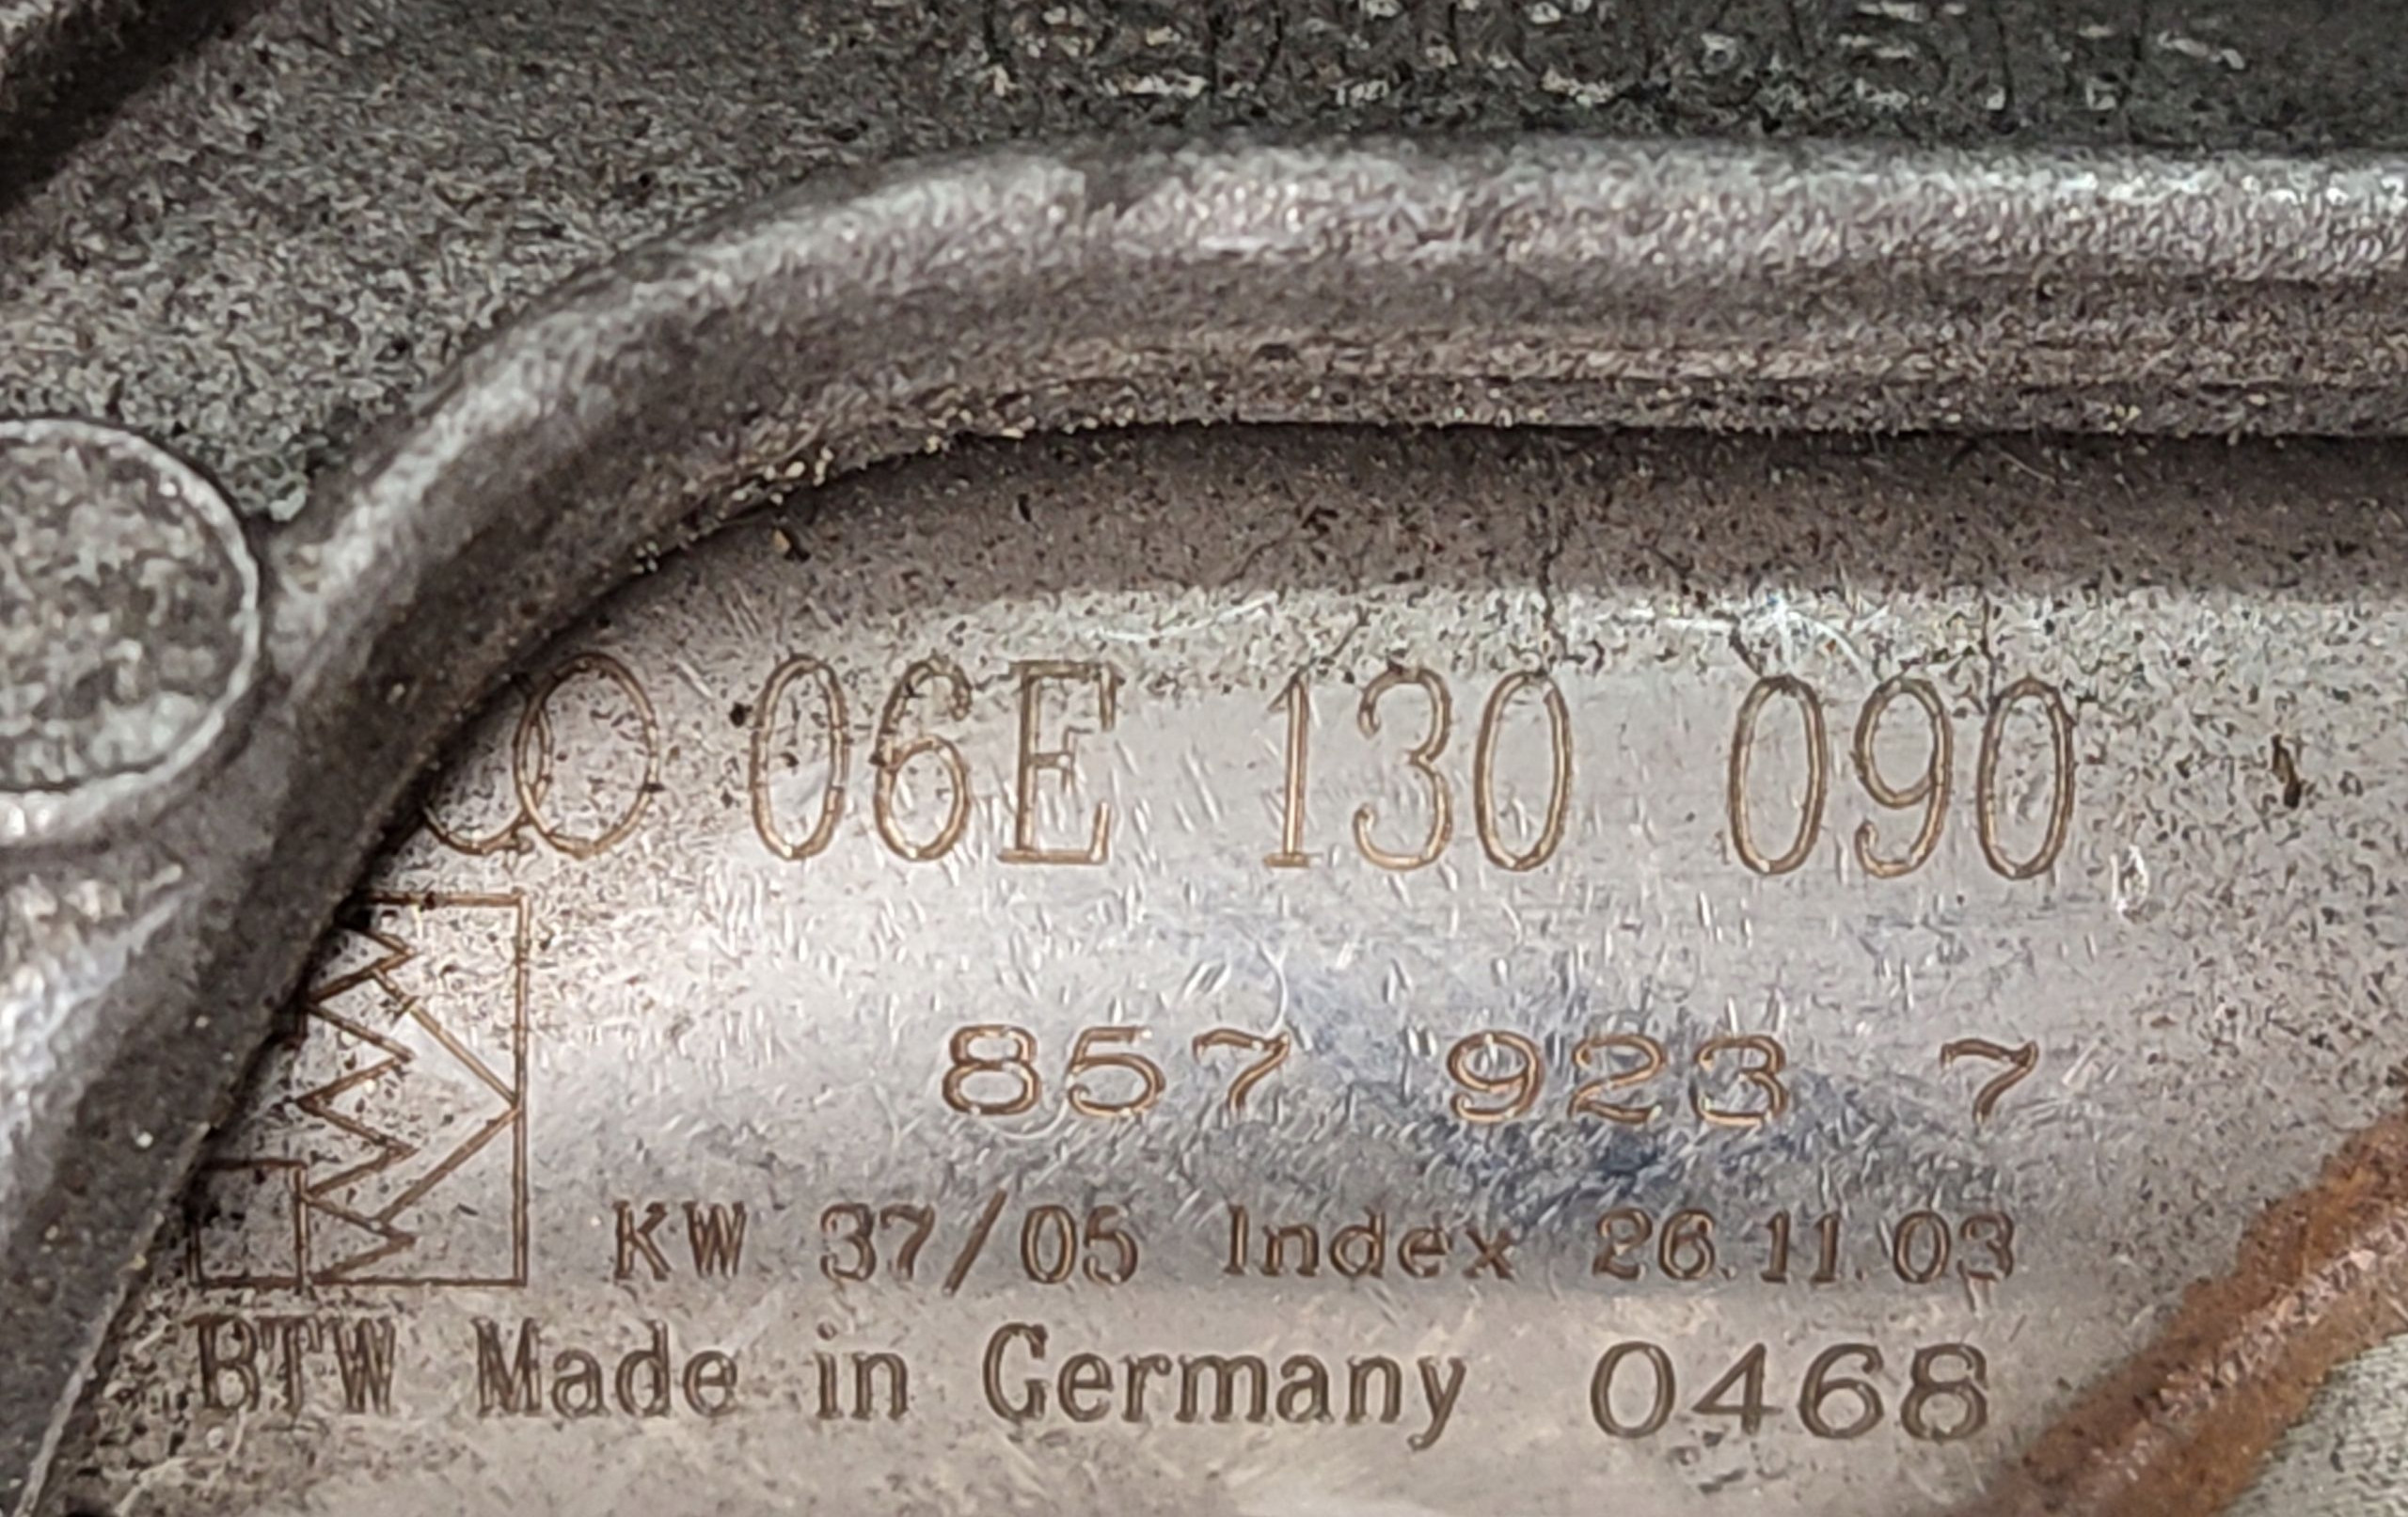 06E 130 090
857 923 7
KW 37/05 Index 26.11.03
BTW Made in Germany 0468